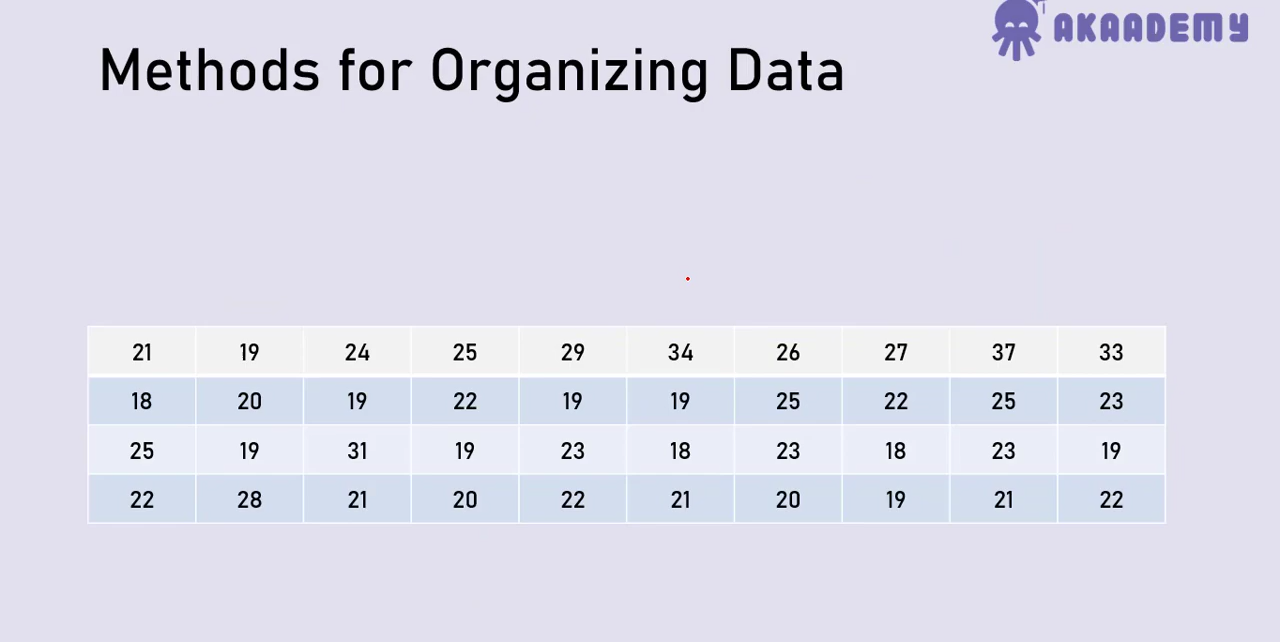 AKAADEMY
Methods for Organizing Data
21 19 24 25 29 34 26 27 37 33
18 20 19 22 19 19 25 22 25 23
25 19 31 19 23 18 23 18 23 19
22 28 21 20 22 21 20 19 21 22